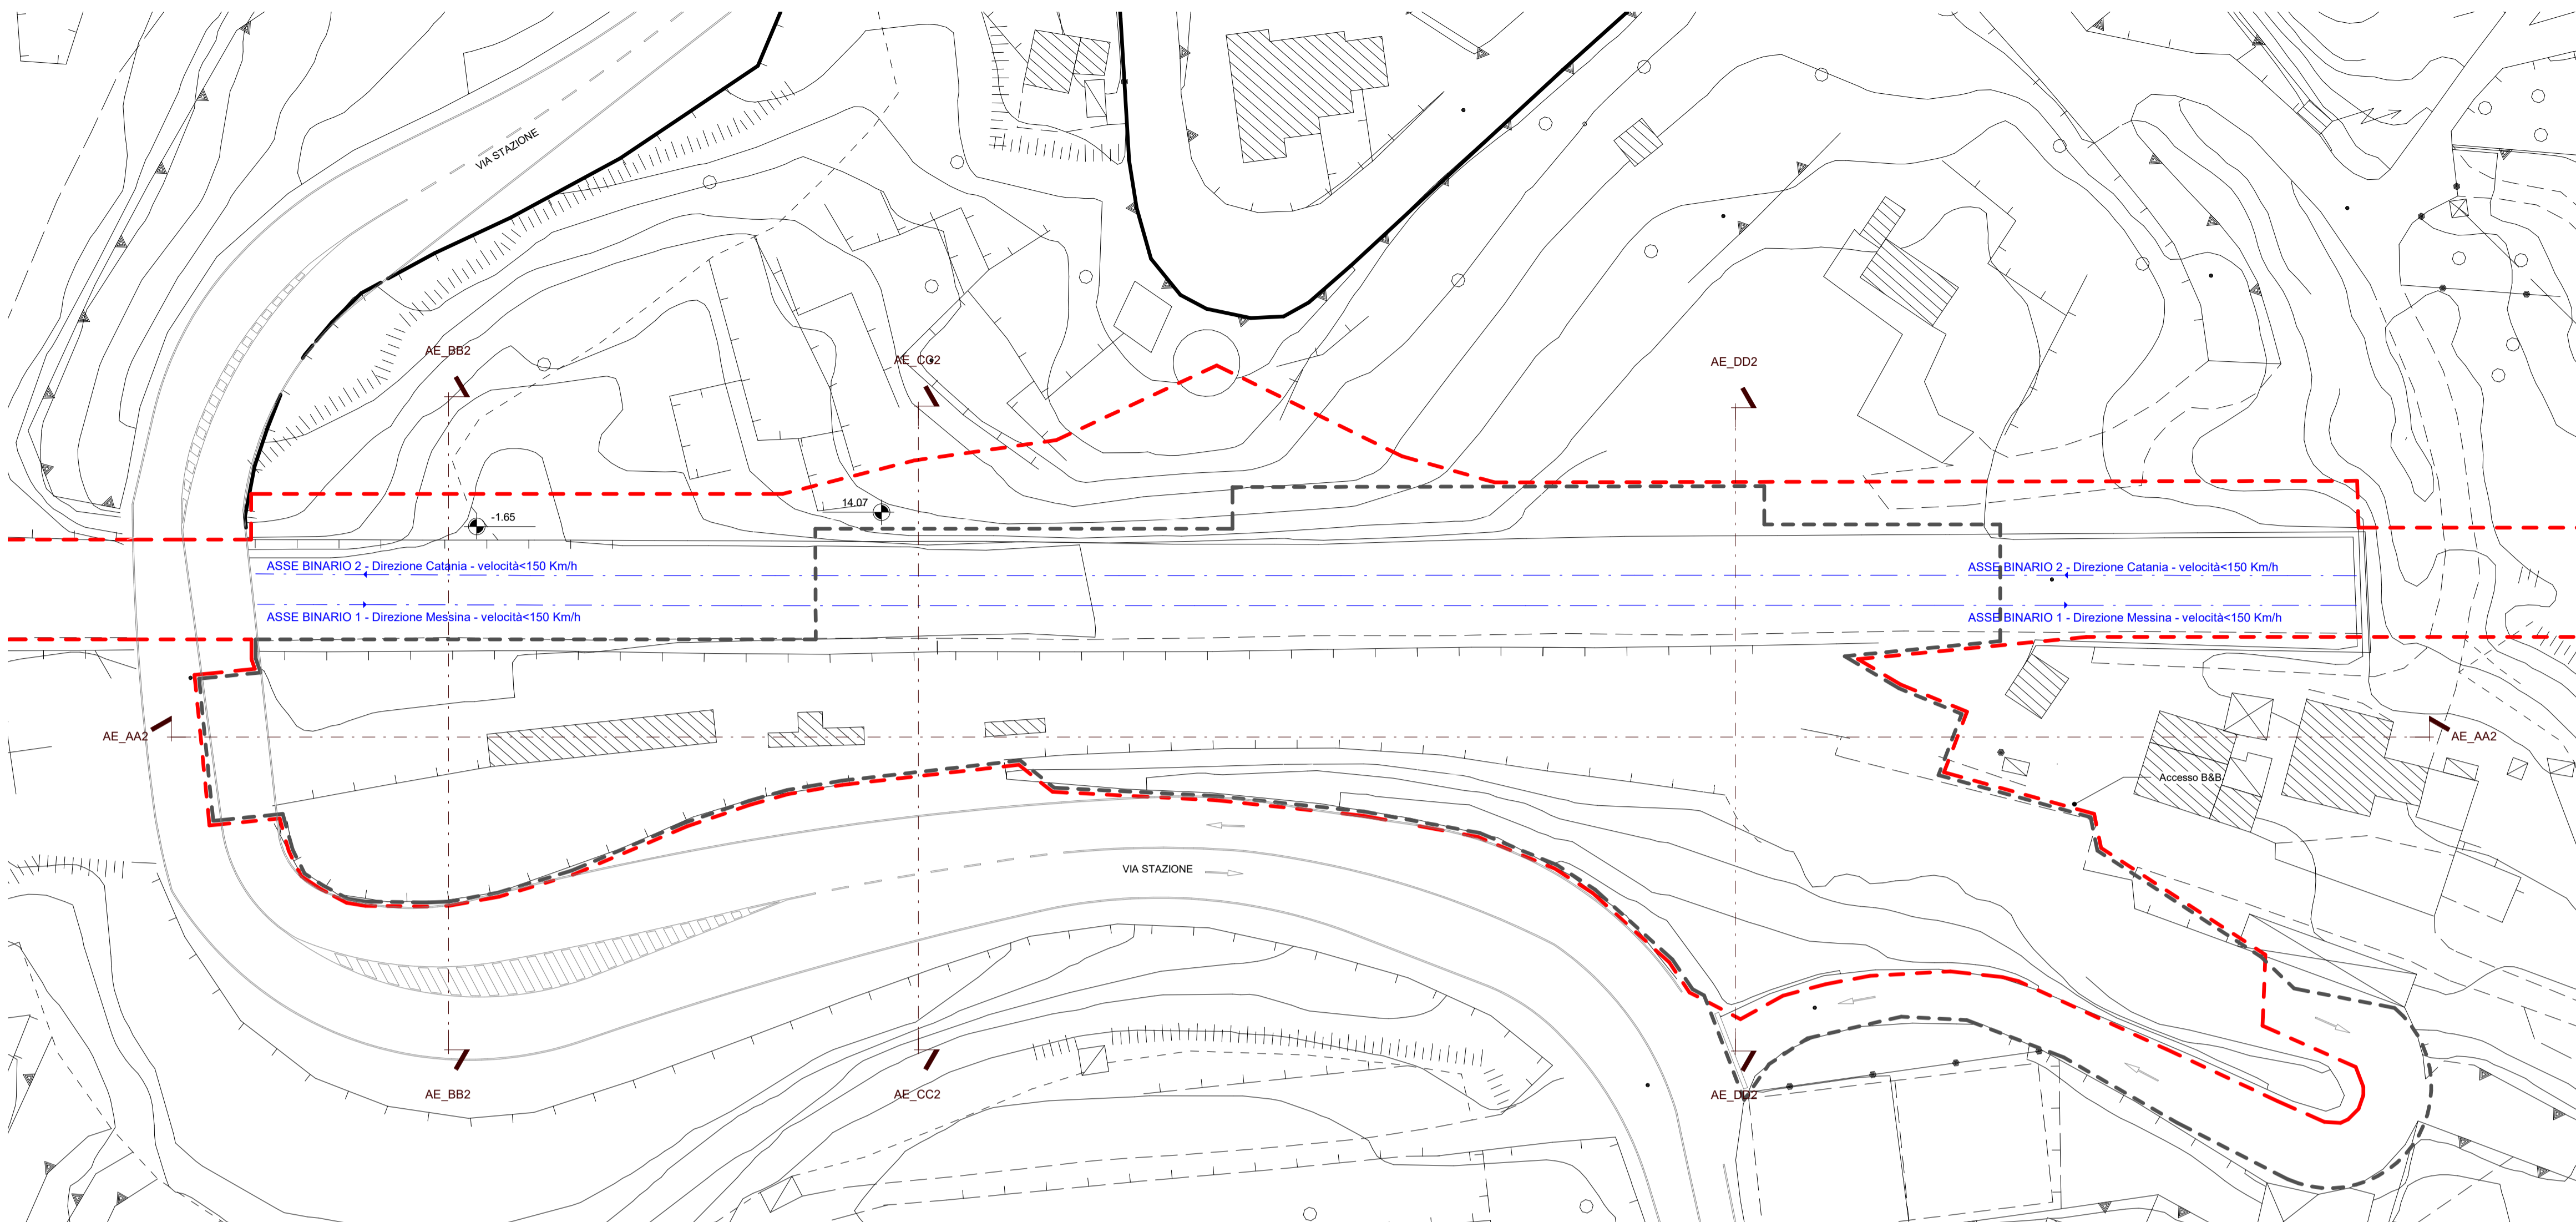 VIA STAZIONE
AE_BB2
AE_CC2
AE_DD2
14.07
-1.65
ASSE BINARIO 2 - Direzione Catania - velocità<150 Km/h
ASSE BINARIO 2 - Direzione Catania - velocità<150 Km/h
ASSE BINARIO 1 - Direzione Messina - velocità<150 Km/h
ASSE BINARIO 1 - Direzione Messina - velocità<150 Km/h
AE_AA2
AE_AA2
Accesso B&B
VIA STAZIONE
AE_BB2
AE_CC2
AE_DD2